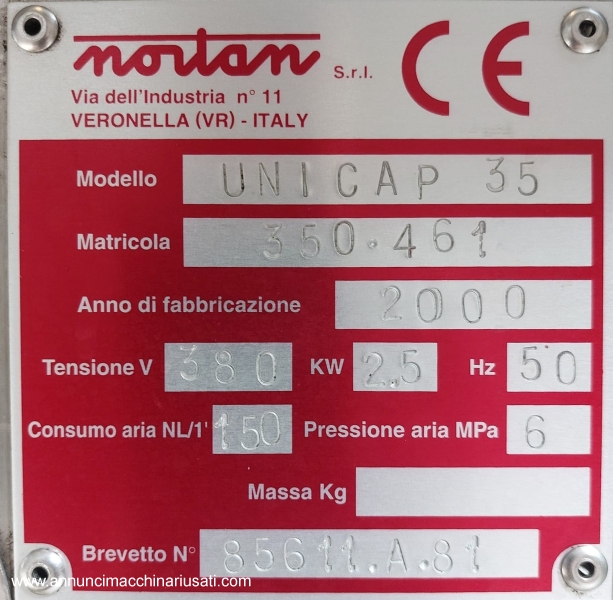 nortan S.r.l. CE
Via dell'Industria n° 11
VERONELLA (VR) - ITALY
Modello UNICAP 35
Matricola 350.461
Anno di fabbricazione 2000
Tensione V 380 KW 2.5 Hz 50
Consumo aria NL/1' 150 Pressione aria MPa 6
Massa Kg
Brevetto N° 85611.A.81
www.annuncimacchinariusati.com